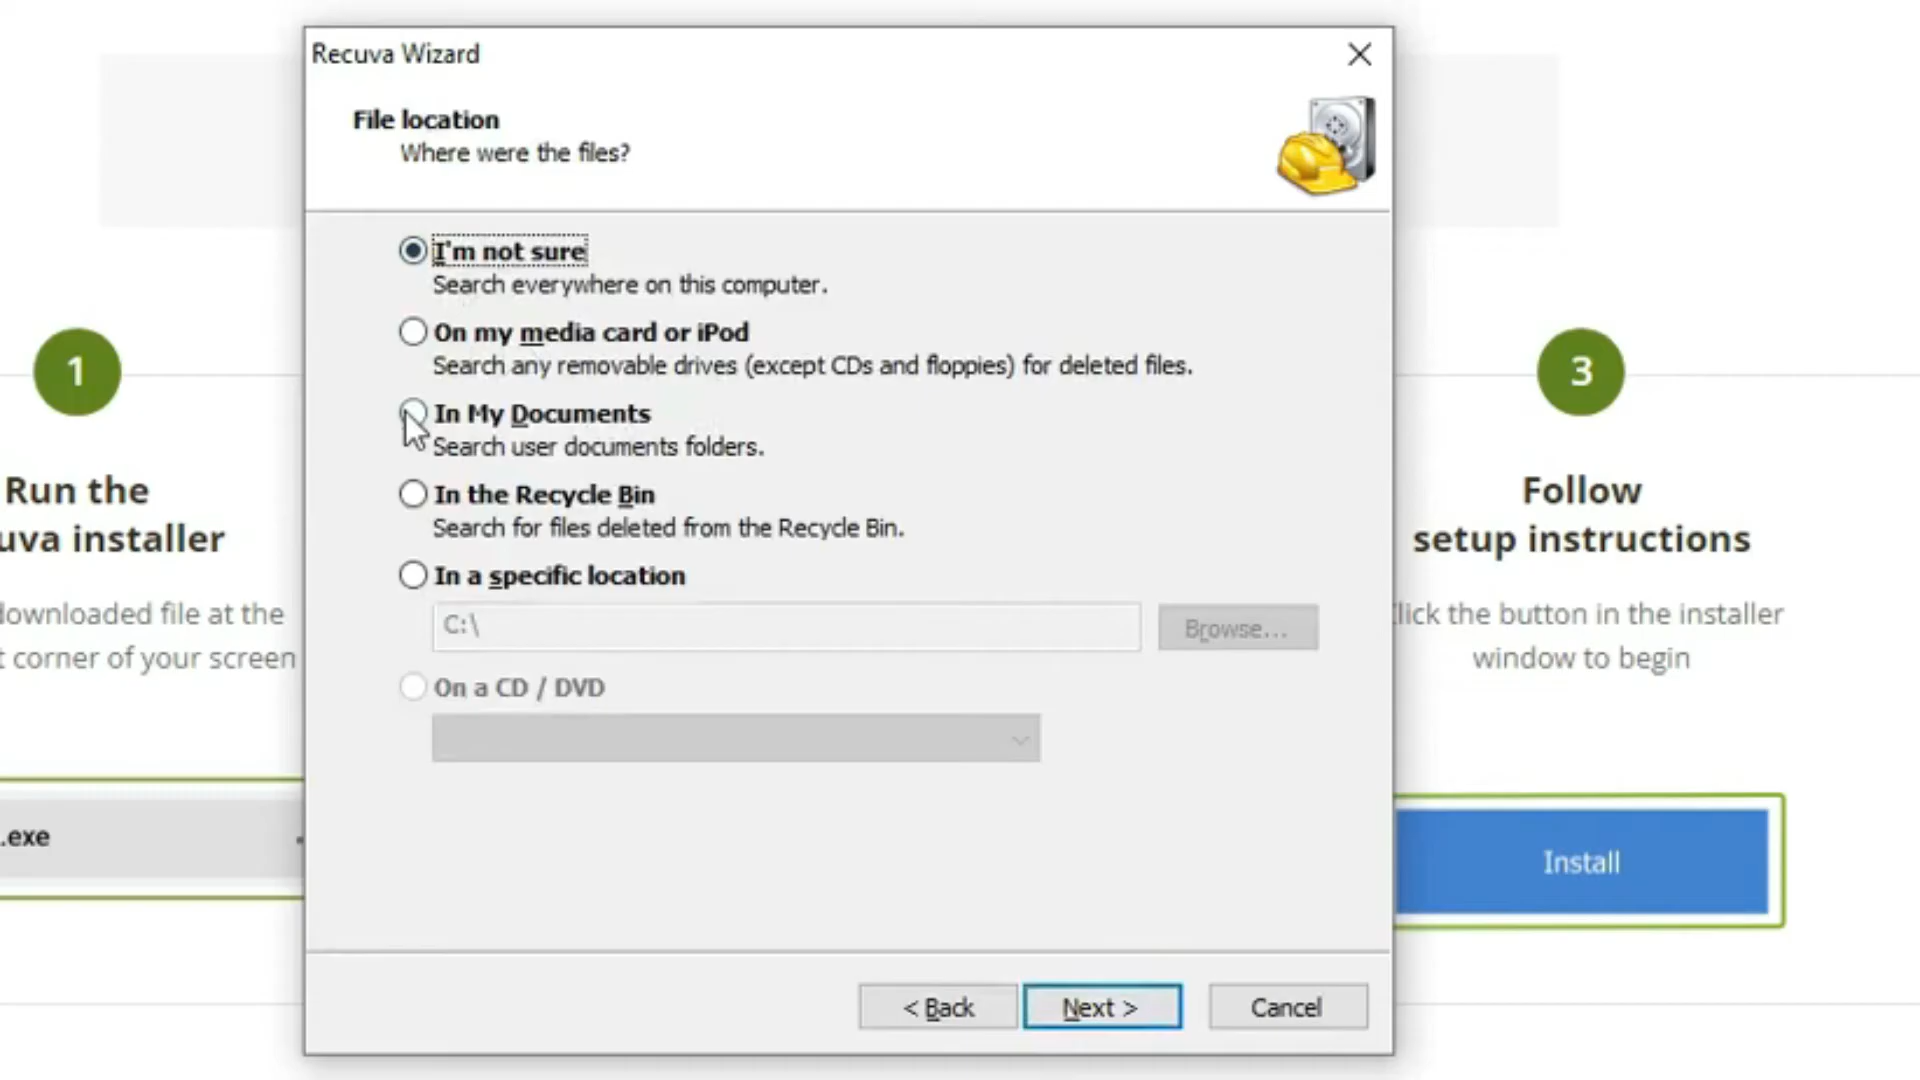 Recuva Wizard
File location
Where were the files?
I'm not sure
Search everywhere on this computer.
On my media card or iPod
Search any removable drives (except CDs and floppies) for deleted files.
In My Documents
Search user documents folders.
In the Recycle Bin
Search for files deleted from the Recycle Bin.
In a specific location
C:\
Browse...
On a CD / DVD
< Back
Next >
Cancel
1
Run the
uva installer
downloaded file at the
t corner of your screen
.exe
3
Follow
setup instructions
lick the button in the installer
window to begin
Install